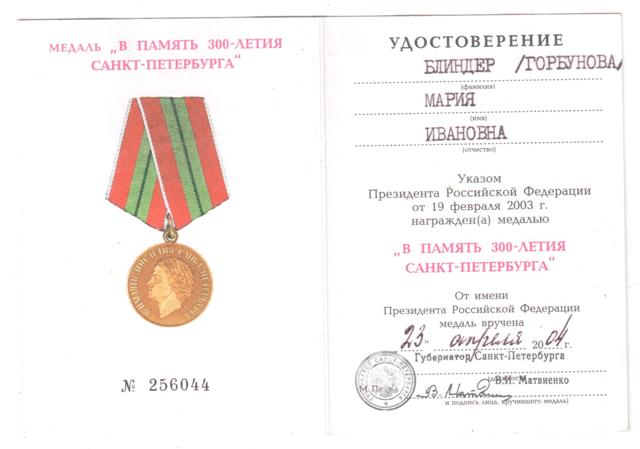 МЕДАЛЬ „В ПАМЯТЬ 300-ЛЕТИЯ
САНКТ-ПЕТЕРБУРГА"
№ 256044
УДОСТОВЕРЕНИЕ
БЛИНДЕР /ГОРБУНОВА/
(фамилия)
МАРИЯ
(имя)
ИВАНОВНА
(отчество)
Указом
Президента Российской Федерации
от 19 февраля 2003 г.
награжден(а) медалью
„В ПАМЯТЬ 300-ЛЕТИЯ
САНКТ-ПЕТЕРБУРГА"
От имени
Президента Российской Федерации
медаль вручена
„23" апреля 2004 г.
Губернатор Санкт-Петербурга
В.И. Матвиенко
М.П.
и подпись лица, вручившего медаль)